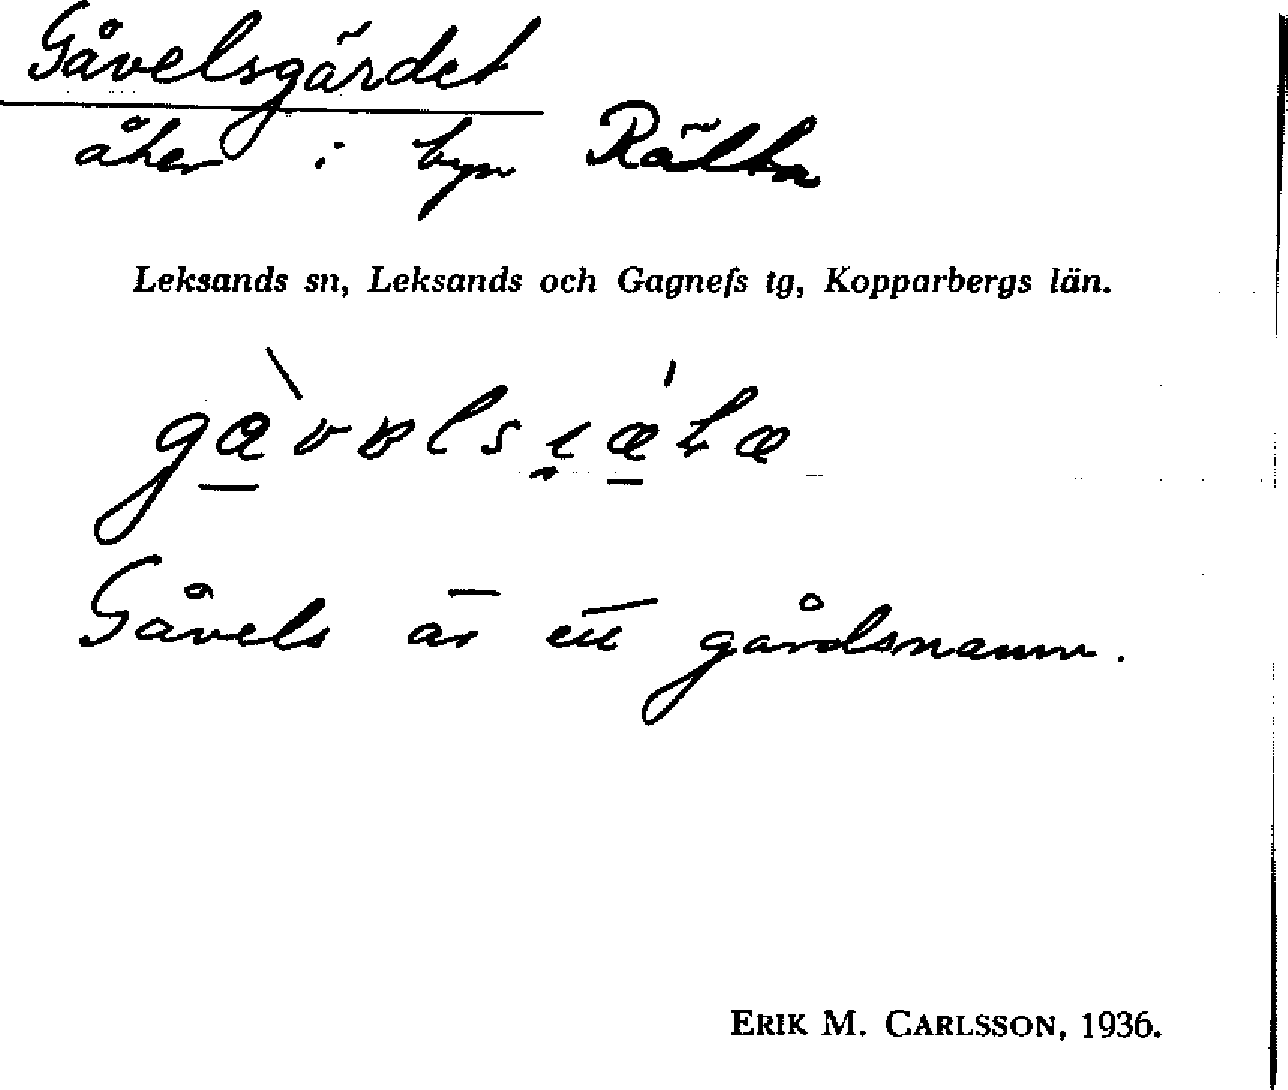 Gåvelsgärdet
åker i byn Rälta
Leksands sn, Leksands och Gagnefs tg, Kopparbergs län.
Gåvels är ett gårdsnamn.
ERIK M. CARLSSON, 1936.